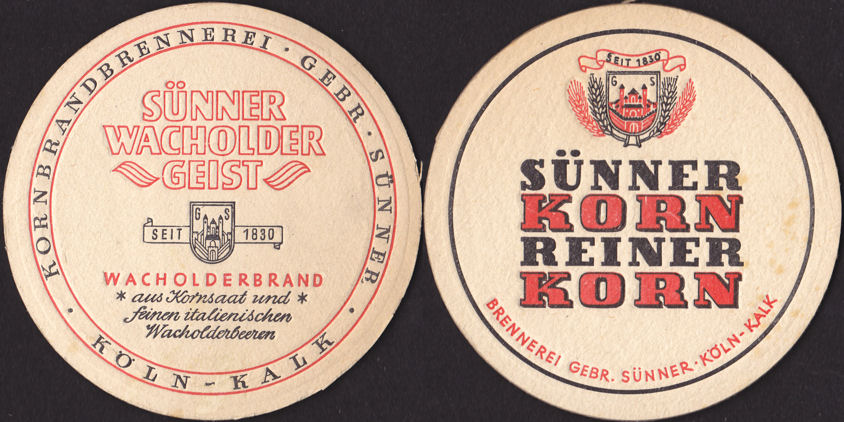 KORNBRANDBRENNEREI · GEBR · SÜNNER ·
SÜNNER
WACHOLDER
GEIST
G S
SEIT 1830
WACHOLDERBRAND
* aus Kornsaat und *
feinen italienischen
Wacholderbeeren
KÖLN - KALK
SEIT 1830
G S
SÜNNER
KORN
REINER
KORN
BRENNEREI GEBR. SÜNNER · KÖLN - KALK